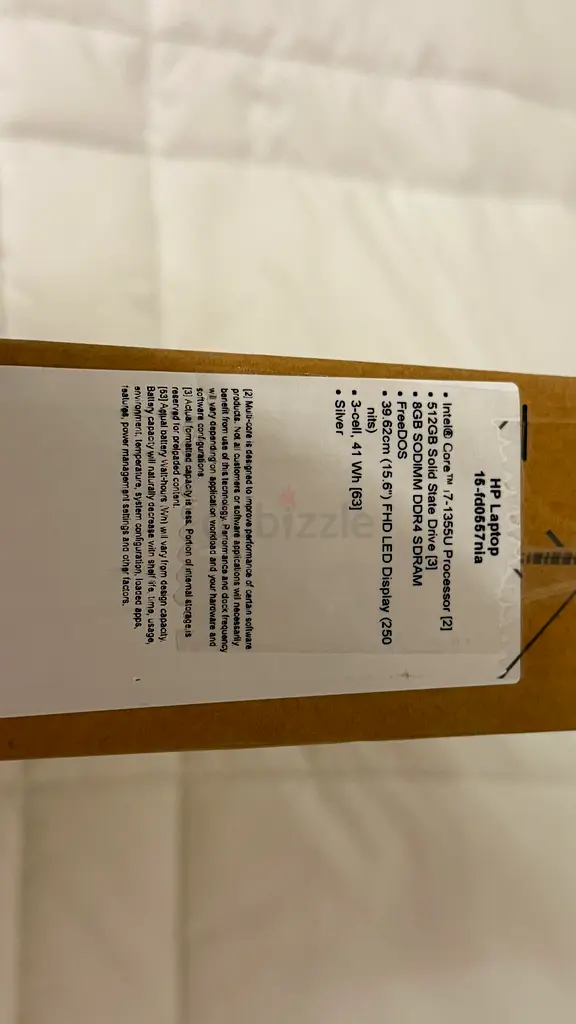 HP Laptop
15-fd0557nia
• Intel® Core™ i7-1355U Processor [2]
• 512GB Solid State Drive [3]
• 8GB SODIMM DDR4 SDRAM
• FreeDOS
• 39.62cm (15.6") FHD LED Display (250
nits)
• 3-cell, 41 Wh [63]
• Silver
[2] Multi-core is designed to improve performance of certain software
products. Not all customers or software applications will necessarily
benefit from use of this technology. Performance and clock frequency
will vary depending on application workload and your hardware and
software configurations.
[3] Actual formatted capacity is less. Portion of internal storage is
reserved for preloaded content.
[63] Actual battery Watt-hours (Wh) will vary from design capacity.
Battery capacity will naturally decrease with shelf life, time, usage,
environment, temperature, system configuration, loaded apps,
features, power management settings and other factors.
bizzle